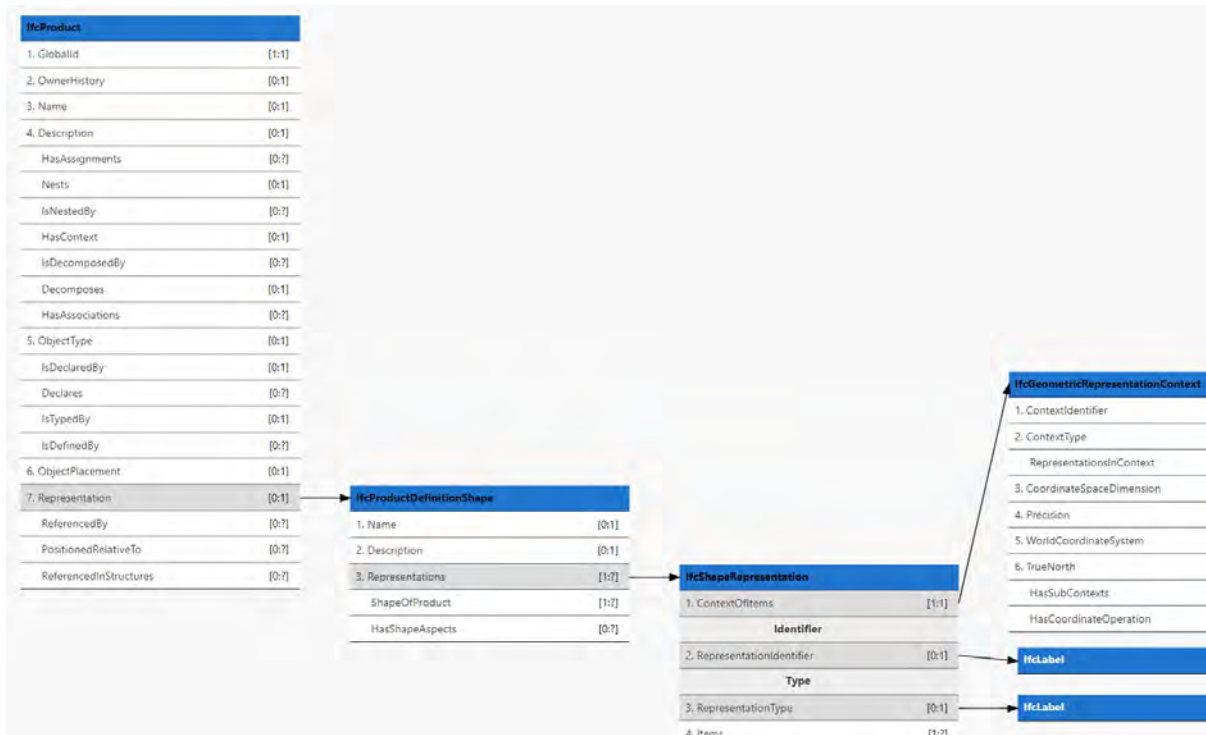 IfcProduct
1. GlobalId [1:1]
2. OwnerHistory [0:1]
3. Name [0:1]
4. Description [0:1]
HasAssignments [0:?]
Nests [0:1]
IsNestedBy [0:?]
HasContext [0:1]
IsDecomposedBy [0:?]
Decomposes [0:1]
HasAssociations [0:?]
5. ObjectType [0:1]
IsDeclaredBy [0:1]
Declares [0:?]
IsTypedBy [0:1]
IsDefinedBy [0:?]
6. ObjectPlacement [0:1]
7. Representation [0:1]
ReferencedBy [0:?]
PositionedRelativeTo [0:?]
ReferencedInStructures [0:?]
IfcProductDefinitionShape
1. Name [0:1]
2. Description [0:1]
3. Representations [1:?]
ShapeOfProduct [1:?]
HasShapeAspects [0:?]
IfcShapeRepresentation
1. ContextOfItems [1:1]
Identifier
2. RepresentationIdentifier [0:1]
Type
3. RepresentationType [0:1]
4. Items [1:?]
IfcGeometricRepresentationContext
1. ContextIdentifier
2. ContextType
RepresentationsInContext
3. CoordinateSpaceDimension
4. Precision
5. WorldCoordinateSystem
6. TrueNorth
HasSubContexts
HasCoordinateOperation
IfcLabel
IfcLabel